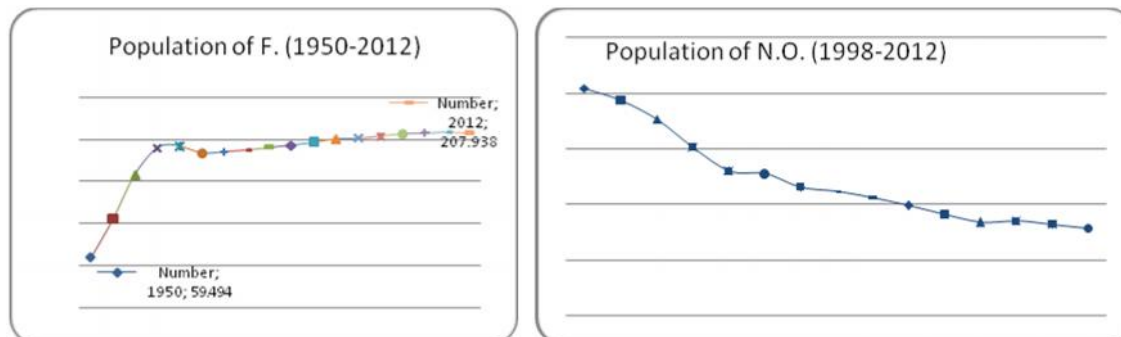 Population of F. (1950-2012)
Number;
2012;
207.938
Number;
1950; 59.494
Population of N.O. (1998-2012)